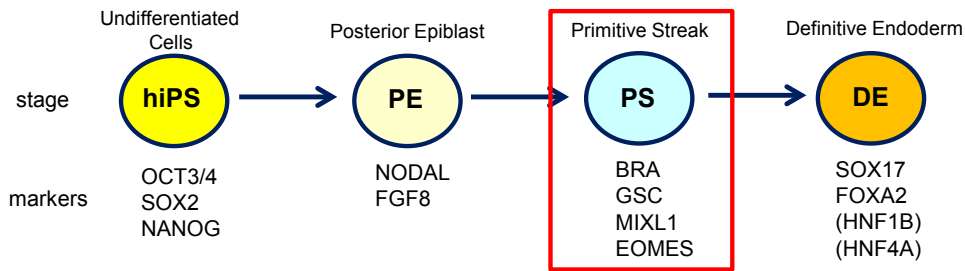 Undifferentiated
Cells
Posterior Epiblast
Primitive Streak
Definitive Endoderm
stage
hiPS
PE
PS
DE
markers
OCT3/4
SOX2
NANOG
NODAL
FGF8
BRA
GSC
MIXL1
EOMES
SOX17
FOXA2
(HNF1B)
(HNF4A)